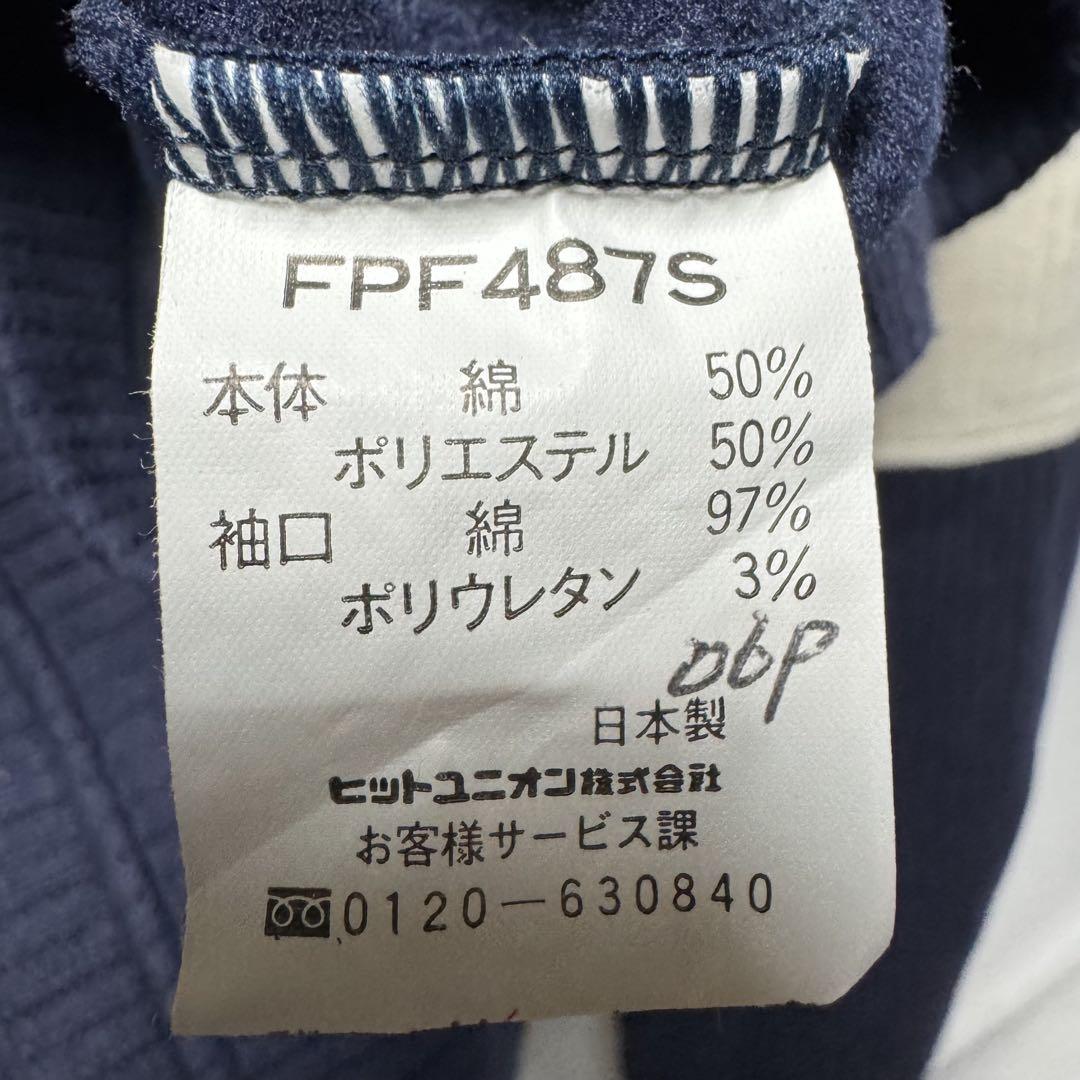 FPF487S
本体 綿 50%
ポリエステル 50%
袖口 綿 97%
ポリウレタン 3%
06P
日本製
ヒットユニオン株式会社
お客様サービス課
0120-630840